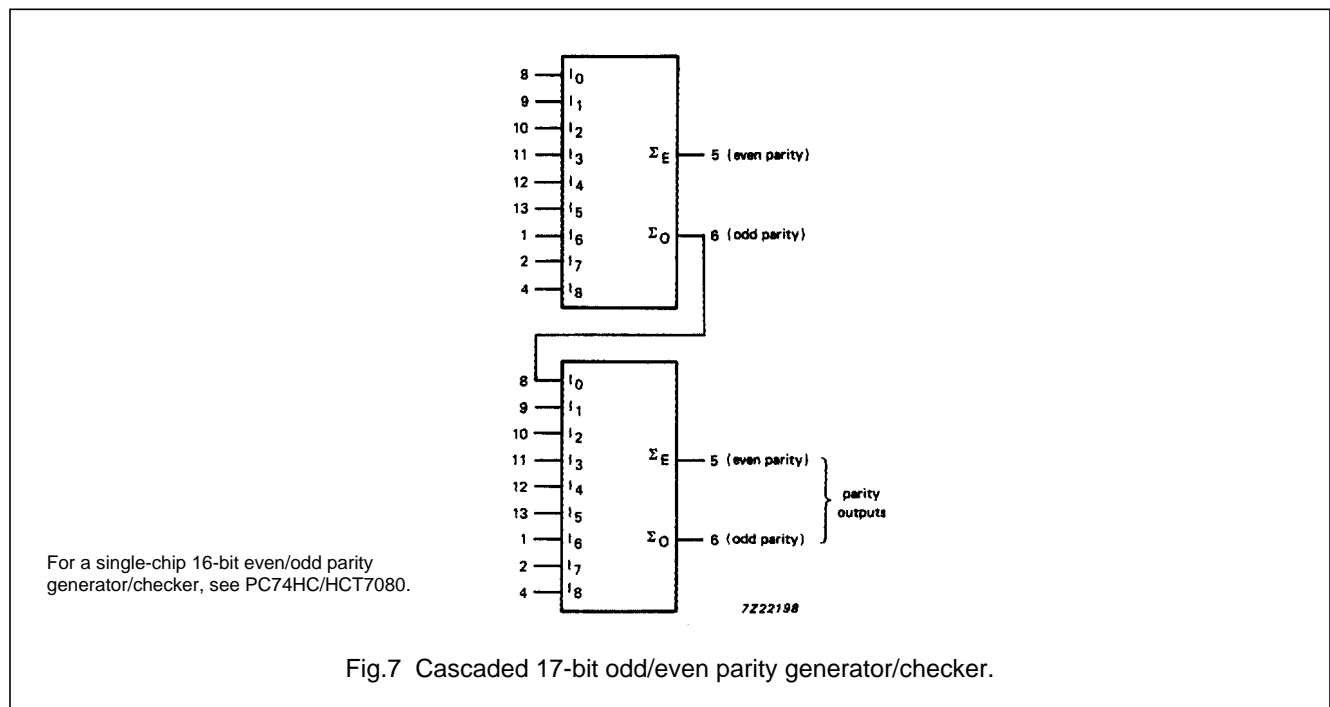 8 I0
9 I1
10 I2
11 I3 ΣE 5 (even parity)
12 I4
13 I5
1 I6 ΣO 6 (odd parity)
2 I7
4 I8
8 I0
9 I1
10 I2
11 I3 ΣE 5 (even parity)
12 I4
13 I5
parity
outputs
1 I6 ΣO 6 (odd parity)
2 I7
4 I8
7Z22198
For a single-chip 16-bit even/odd parity
generator/checker, see PC74HC/HCT7080.
Fig.7 Cascaded 17-bit odd/even parity generator/checker.